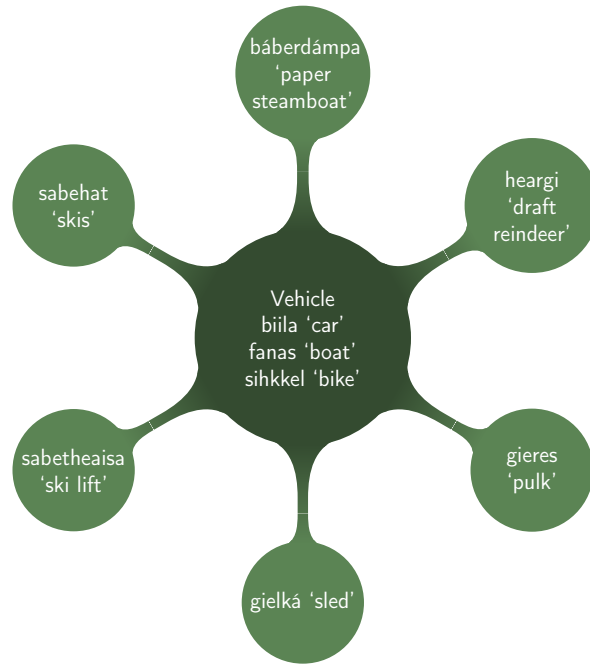 báberdámpa
‘paper
steamboat’
heargi
‘draft
reindeer’
sabehat
‘skis’
Vehicle
biila ‘car’
fanas ‘boat’
sihkkel ‘bike’
sabetheaisa
‘ski lift’
gieres
‘pulk’
gielká ‘sled’